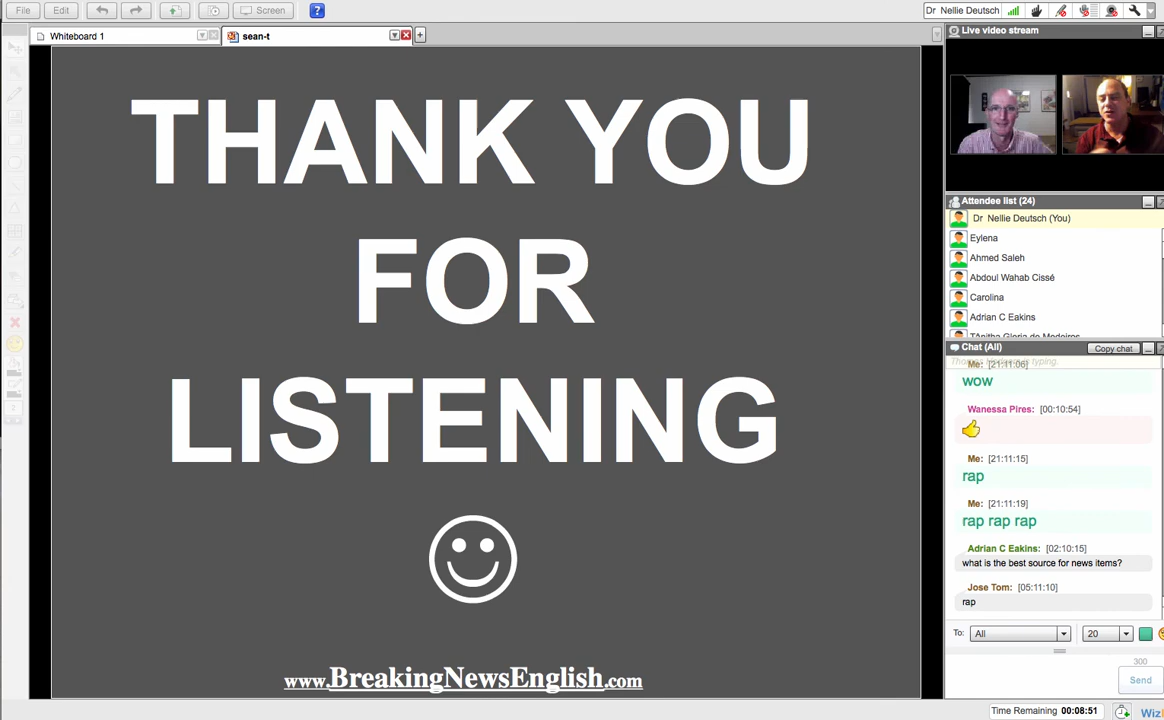 File
Edit
Screen
?
Dr Nellie Deutsch
Whiteboard 1
sean-t
Live video stream
THANK YOU
FOR
LISTENING
www.BreakingNewsEnglish.com
Attendee list (24)
Dr Nellie Deutsch (You)
Eylena
Ahmed Saleh
Abdoul Wahab Cissé
Carolina
Adrian C Eakins
Chat (All)
Copy chat
Me: [21:11:06]
WOW
Wanessa Pires: [00:10:54]
Me: [21:11:15]
rap
Me: [21:11:19]
rap rap rap
Adrian C Eakins: [02:10:15]
what is the best source for news items?
Jose Tom: [05:11:10]
rap
To: All 20
300
Send
Time Remaining 00:08:51
Wiz